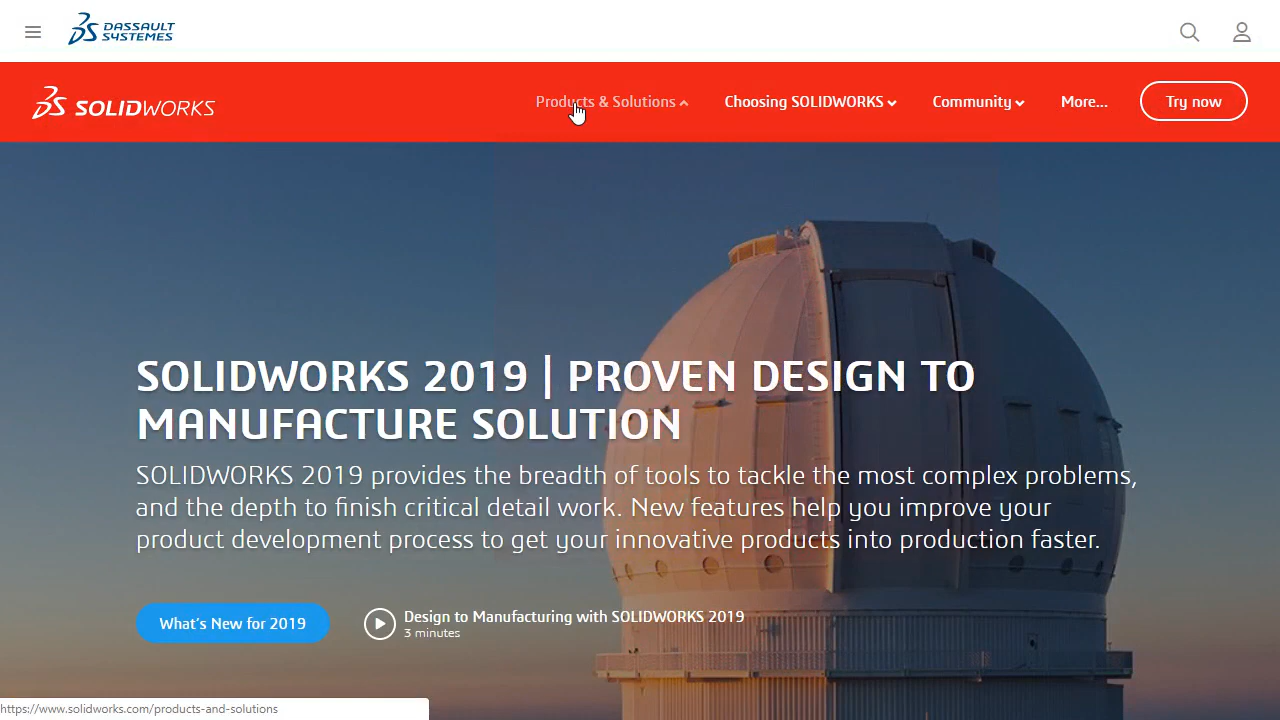 DASSAULT
SYSTEMES
SOLIDWORKS
Products & Solutions
Choosing SOLIDWORKS
Community
More...
Try now
SOLIDWORKS 2019 | PROVEN DESIGN TO
MANUFACTURE SOLUTION
SOLIDWORKS 2019 provides the breadth of tools to tackle the most complex problems,
and the depth to finish critical detail work. New features help you improve your
product development process to get your innovative products into production faster.
What's New for 2019
Design to Manufacturing with SOLIDWORKS 2019
3 minutes
https://www.solidworks.com/products-and-solutions